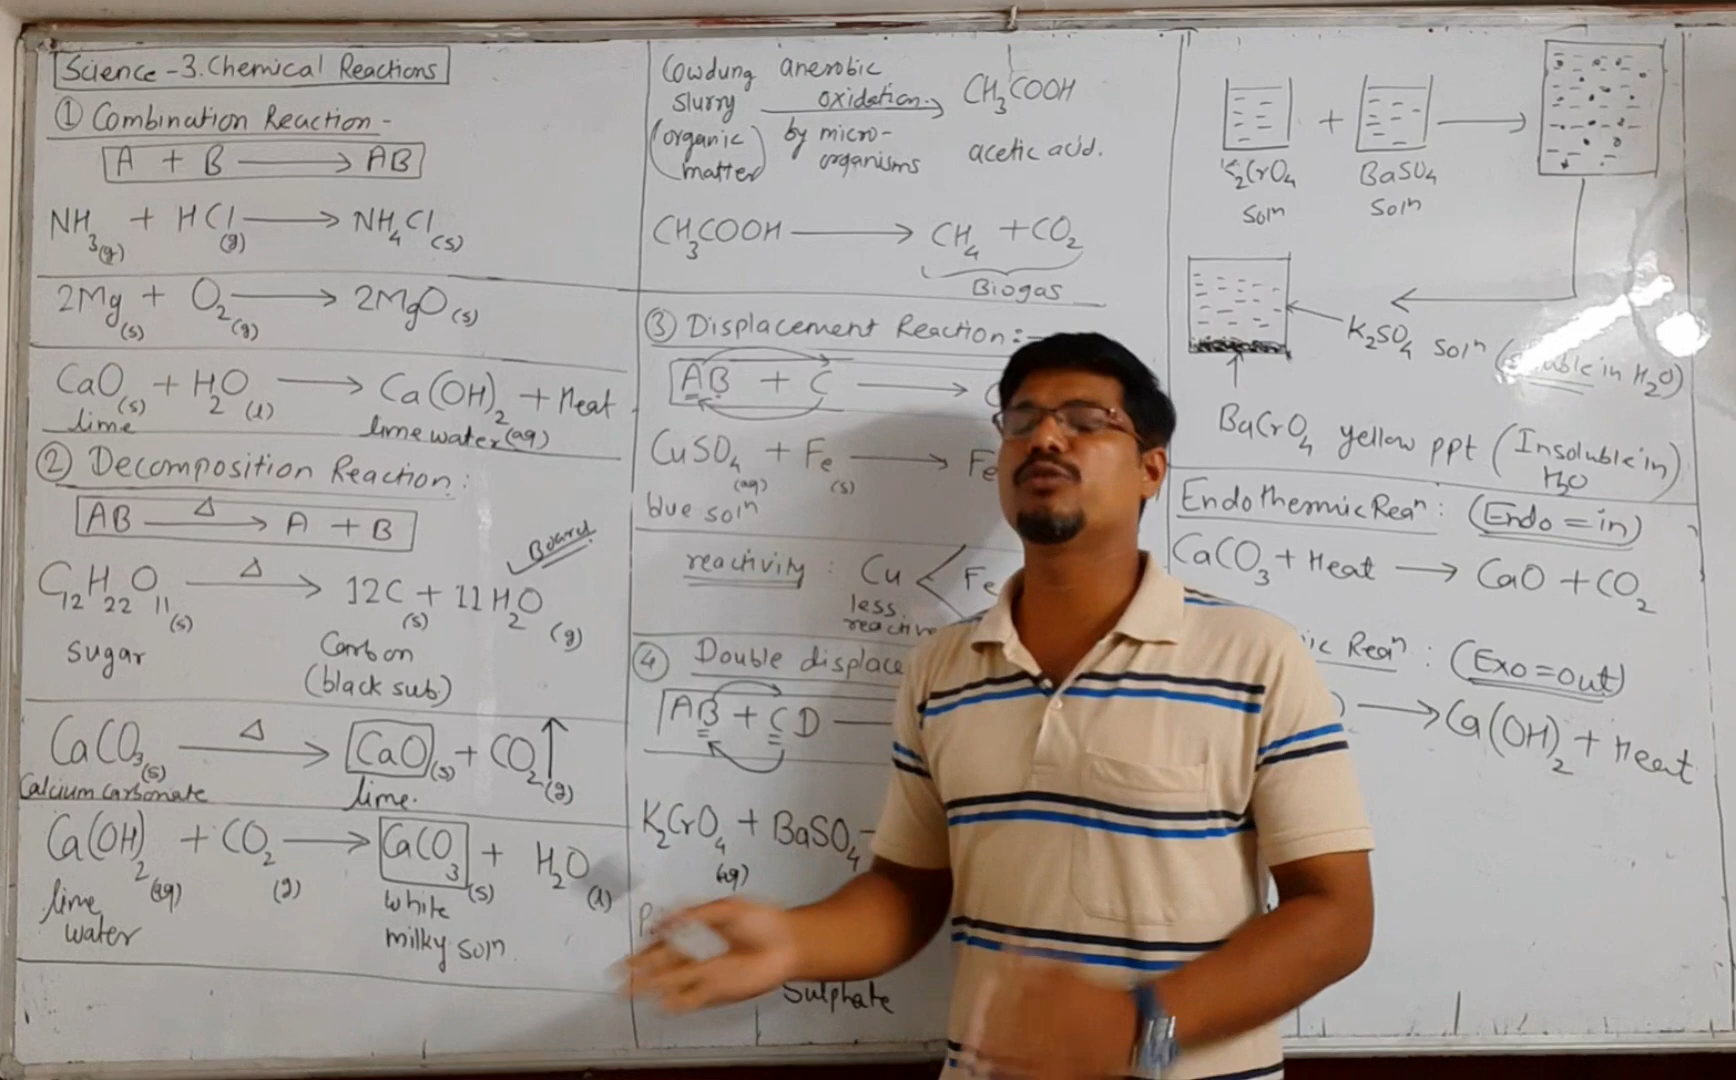 Science - 3. Chemical Reactions
① Combination Reaction -
A + B ⟶ AB
NH₃(g) + HCl(g) ⟶ NH₄Cl(s)
2Mg(s) + O₂(g) ⟶ 2MgO(s)
CaO(s) + H₂O(l) ⟶ Ca(OH)₂ + Heat
lime lime water (aq)
② Decomposition Reaction :
AB ⟶ A + B
Δ
Board
C₁₂H₂₂O₁₁(s) ⟶ 12C(s) + 11H₂O(g)
Δ
sugar Carbon
(black sub.)
CaCO₃(s) ⟶ CaO(s) + CO₂↑(g)
Δ
Calcium carbonate lime.
Ca(OH)₂(aq) + CO₂(g) ⟶ CaCO₃(s) + H₂O(l)
lime water white milky soln.
Cowdung anerobic
slurry oxidation ⟶ CH₃COOH
(organic matter) by micro-organisms acetic acid.
CH₃COOH ⟶ CH₄ + CO₂
Biogas
③ Displacement Reaction :-
AB + C ⟶ C
CuSO₄(aq) + Fe(s) ⟶ Fe
blue soln
reactivity : Cu < Fe
less
④ Double
AB + CD
K₂CrO₄(aq) + BaSO₄
Sulphate
+ ⟶
K₂CrO₄ BaSO₄
soln soln
K₂SO₄ soln ( in H₂O)
BaCrO₄ yellow ppt (Insoluble in H₂O)
Endothermic Reaⁿ : (Endo = in)
CaCO₃ + Heat ⟶ CaO + CO₂
Reaⁿ : (Exo = out)
⟶ Ca(OH)₂ + Heat